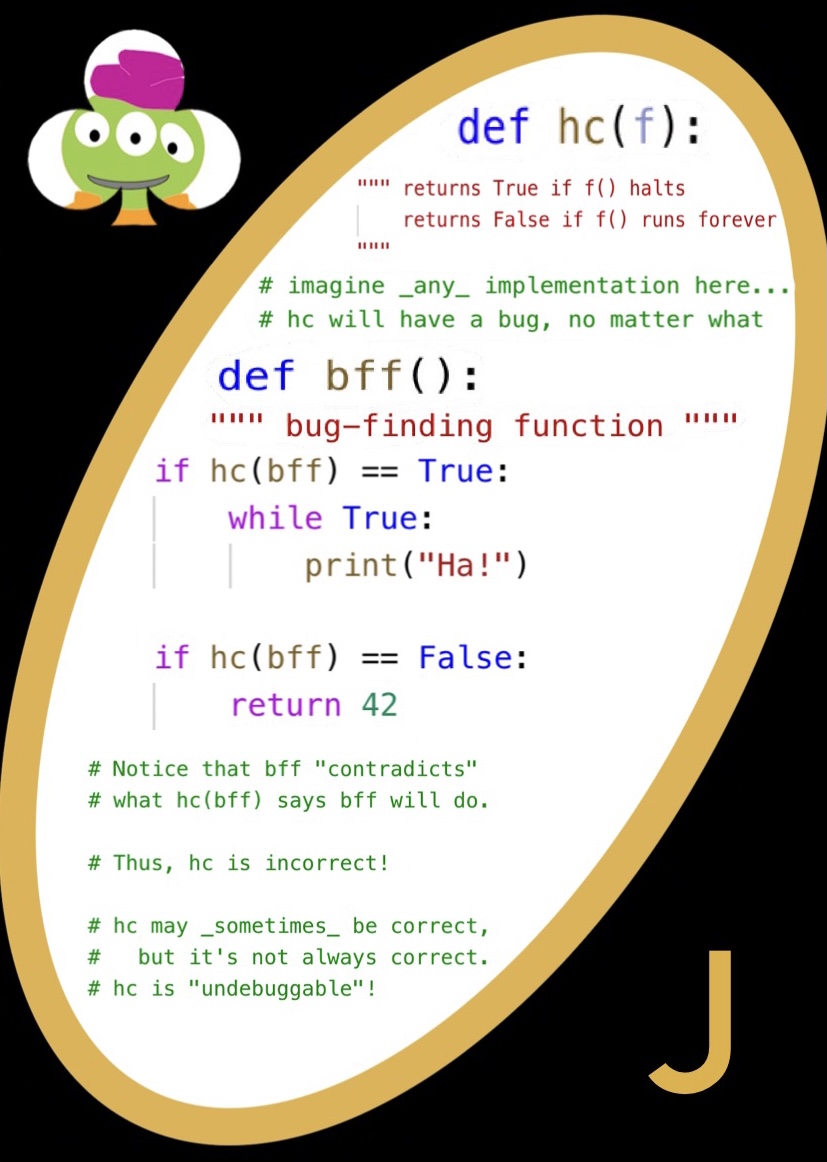 def hc(f):
""" returns True if f() halts
returns False if f() runs forever
"""
# imagine _any_ implementation here...
# hc will have a bug, no matter what
def bff():
""" bug-finding function """
if hc(bff) == True:
while True:
print("Ha!")
if hc(bff) == False:
return 42
# Notice that bff "contradicts"
# what hc(bff) says bff will do.
# Thus, hc is incorrect!
# hc may _sometimes_ be correct,
#   but it's not always correct.
# hc is "undebuggable"!
J